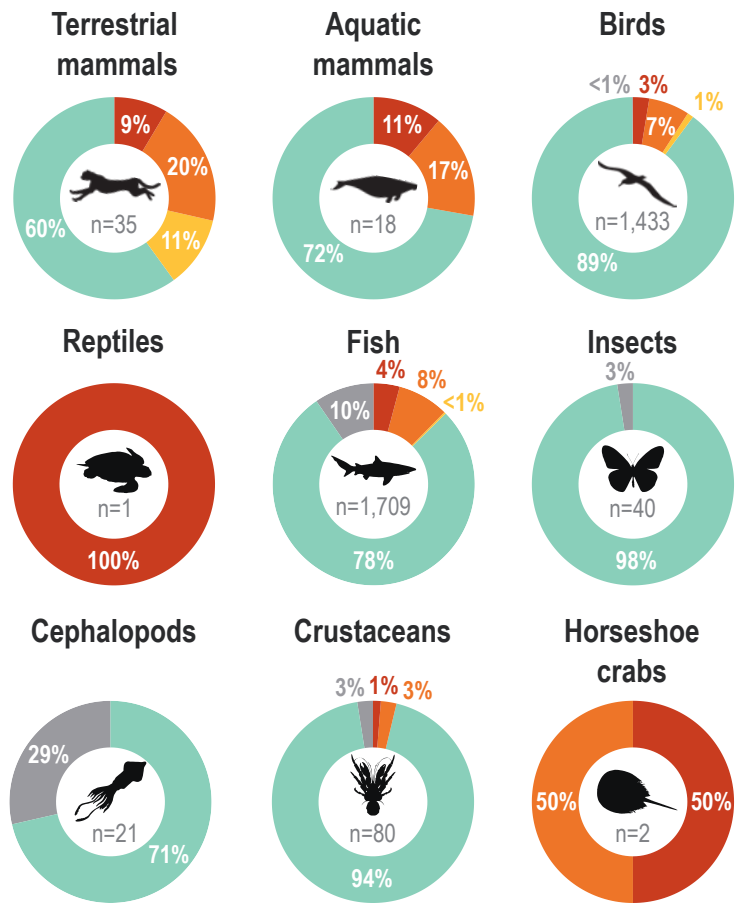 Terrestrial
mammals
9%
20%
11%
60%
n=35
Aquatic
mammals
11%
17%
72%
n=18
Birds
<1%
3%
7%
1%
89%
n=1,433
Reptiles
n=1
100%
Fish
4%
8%
<1%
10%
n=1,709
78%
Insects
3%
n=40
98%
Cephalopods
29%
n=21
71%
Crustaceans
3%
1%
3%
n=80
94%
Horseshoe
crabs
50%
50%
n=2